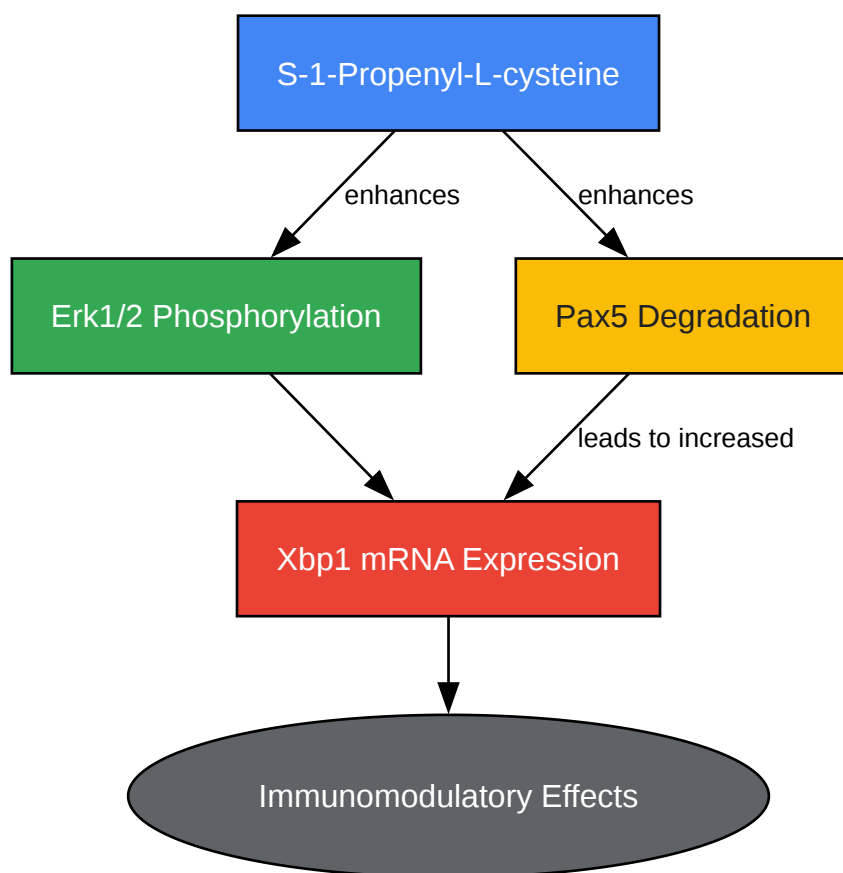 S-1-Propenyl-L-cysteine
enhances
enhances
Erk1/2 Phosphorylation
Pax5 Degradation
leads to increased
Xbp1 mRNA Expression
Immunomodulatory Effects